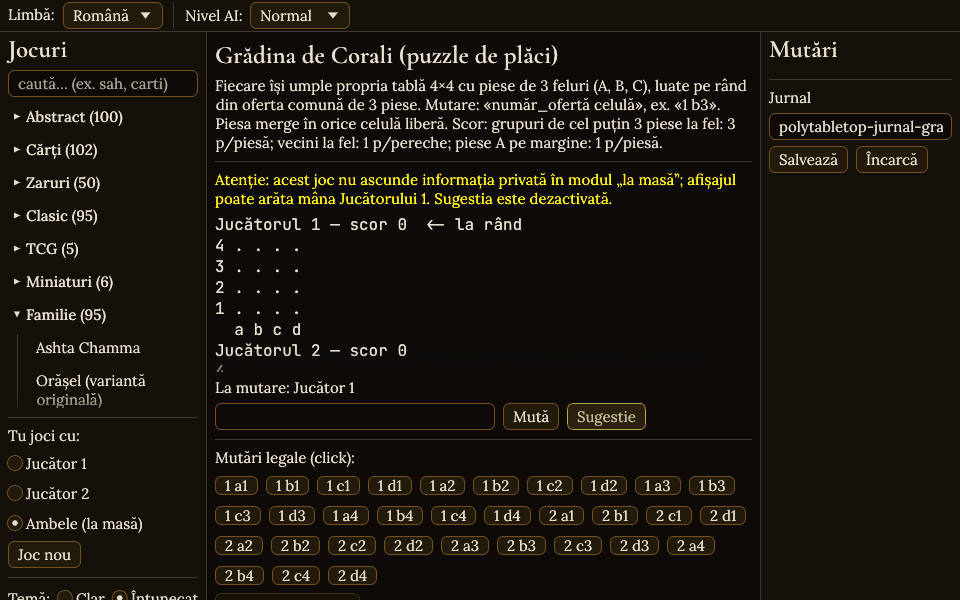 Limbă: Română ▼ Nivel AI: Normal ▼
Jocuri
caută... (ex. sah, carti)
▸ Abstract (100)
▸ Cărți (102)
▸ Zaruri (50)
▸ Clasic (95)
▸ TCG (5)
▸ Miniaturi (6)
▾ Familie (95)
Ashta Chamma
Orășel (variantă
originală)
Tu joci cu:
Jucător 1
Jucător 2
Ambele (la masă)
Joc nou
Temă: Clar Întunecat
Grădina de Corali (puzzle de plăci)
Fiecare își umple propria tablă 4×4 cu piese de 3 feluri (A, B, C), luate pe rând
din oferta comună de 3 piese. Mutare: «număr_ofertă celulă», ex. «1 b3».
Piesa merge în orice celulă liberă. Scor: grupuri de cel puțin 3 piese la fel: 3
p/piesă; vecini la fel: 1 p/pereche; piese A pe margine: 1 p/piesă.
Atenție: acest joc nu ascunde informația privată în modul „la masă”; afișajul
poate arăta mâna Jucătorului 1. Sugestia este dezactivată.
Jucătorul 1 — scor 0 ← la rând
4 . . . .
3 . . . .
2 . . . .
1 . . . .
a b c d
Jucătorul 2 — scor 0
La mutare: Jucător 1
Mută Sugestie
Mutări legale (click):
1 a1 1 b1 1 c1 1 d1 1 a2 1 b2 1 c2 1 d2 1 a3 1 b3
1 c3 1 d3 1 a4 1 b4 1 c4 1 d4 2 a1 2 b1 2 c1 2 d1
2 a2 2 b2 2 c2 2 d2 2 a3 2 b3 2 c3 2 d3 2 a4
2 b4 2 c4 2 d4
Mutări
Jurnal
polytabletop-jurnal-gra
Salvează Încarcă